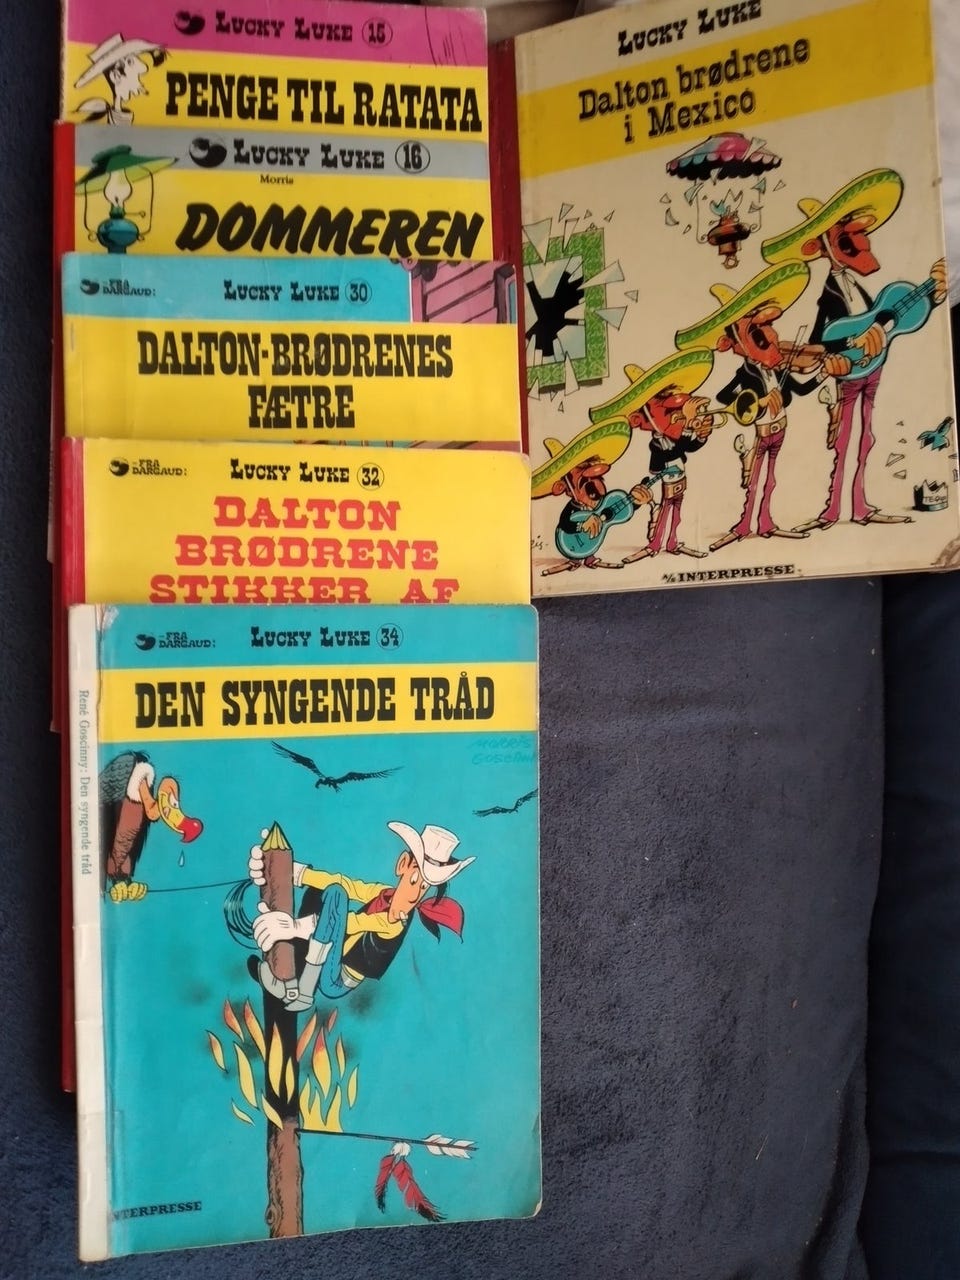 LUCKY LUKE 15
PENGE TIL RATATA
LUCKY LUKE 16
Morris
DOMMEREN
-FRA DARGAUD:
LUCKY LUKE 30
DALTON-BRØDRENES
FÆTRE
-FRA DARGAUD:
LUCKY LUKE 32
DALTON
BRØDRENE
STIKKER AF
-FRA DARGAUD:
LUCKY LUKE 34
DEN SYNGENDE TRÅD
MORRIS
René Goscinny: Den syngende tråd
INTERPRESSE
LUCKY LUKE
Dalton brødrene
i Mexico
A/S INTERPRESSE